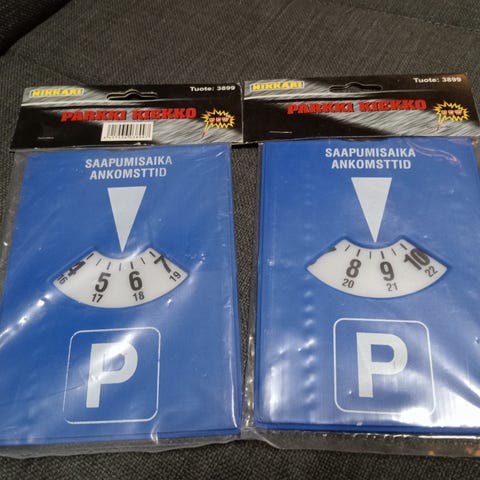 NIKKARI
Tuote: 3899
PARKKI KIEKKO
SAAPUMISAIKA
ANKOMSTTID
4 5 6 7
16 17 18 19
P
NIKKARI
Tuote: 3899
PARKKI KIEKKO
SAAPUMISAIKA
ANKOMSTTID
8 9 10
20 21 22
P